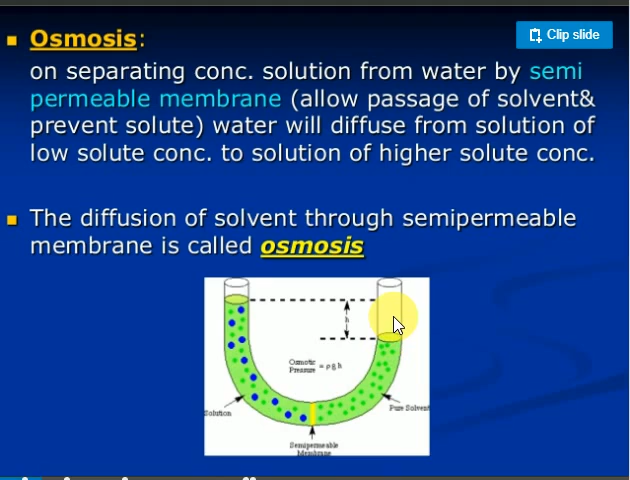 Osmosis:
Clip slide
on separating conc. solution from water by semi
permeable membrane (allow passage of solvent&
prevent solute) water will diffuse from solution of
low solute conc. to solution of higher solute conc.
The diffusion of solvent through semipermeable
membrane is called osmosis
h
Osmotic
Pressure = ρ g h
Solution
Pure Solvent
Semipermeable
Membrane